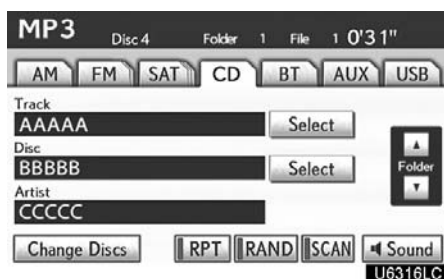 MP3 Disc 4 Folder 1 File 1 0'31"
AM FM SAT CD BT AUX USB
Track
AAAAA Select
Disc
BBBBB Select Folder
Artist
CCCCC
Change Discs RPT RAND SCAN Sound
U6316LC